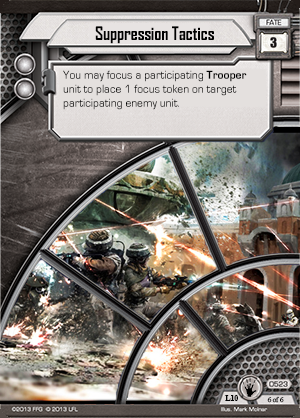 Suppression Tactics
FATE
3
You may focus a participating Trooper
unit to place 1 focus token on target
participating enemy unit.
0523
L10
6 of 6
©2013 FFG ©2013 LFL
Illus. Mark Molnar